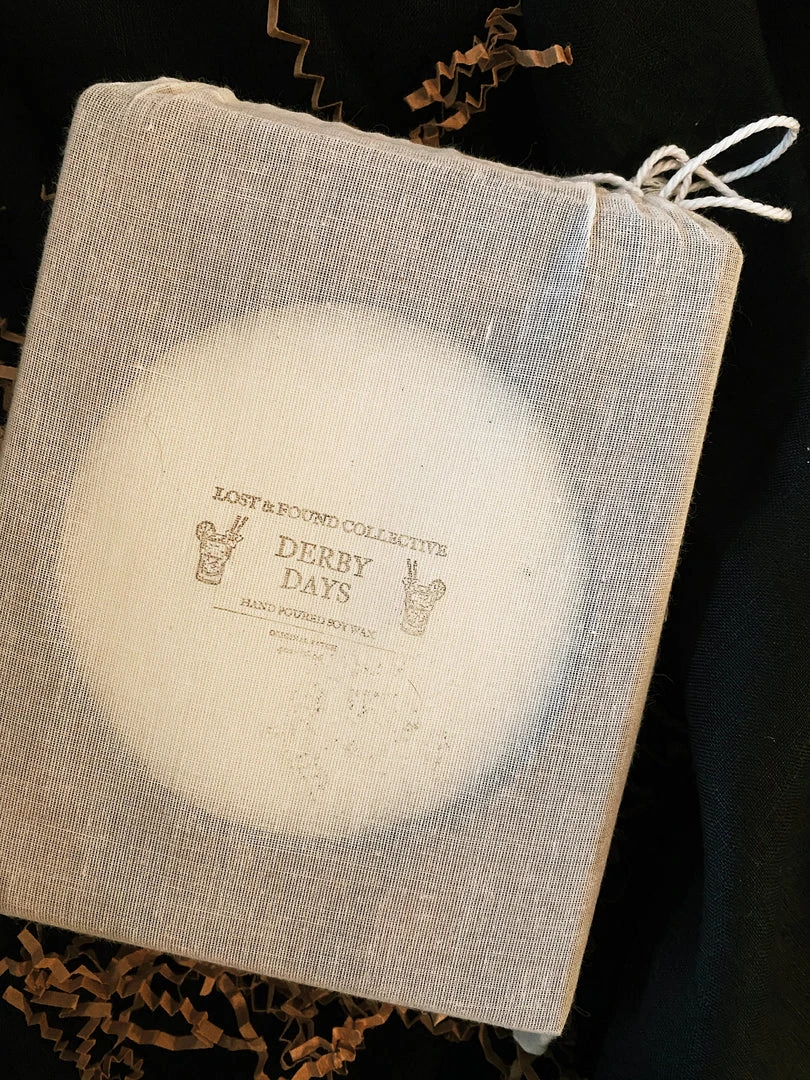 LOST & FOUND COLLECTIVE
DERBY
DAYS
HAND POURED SOY WAX